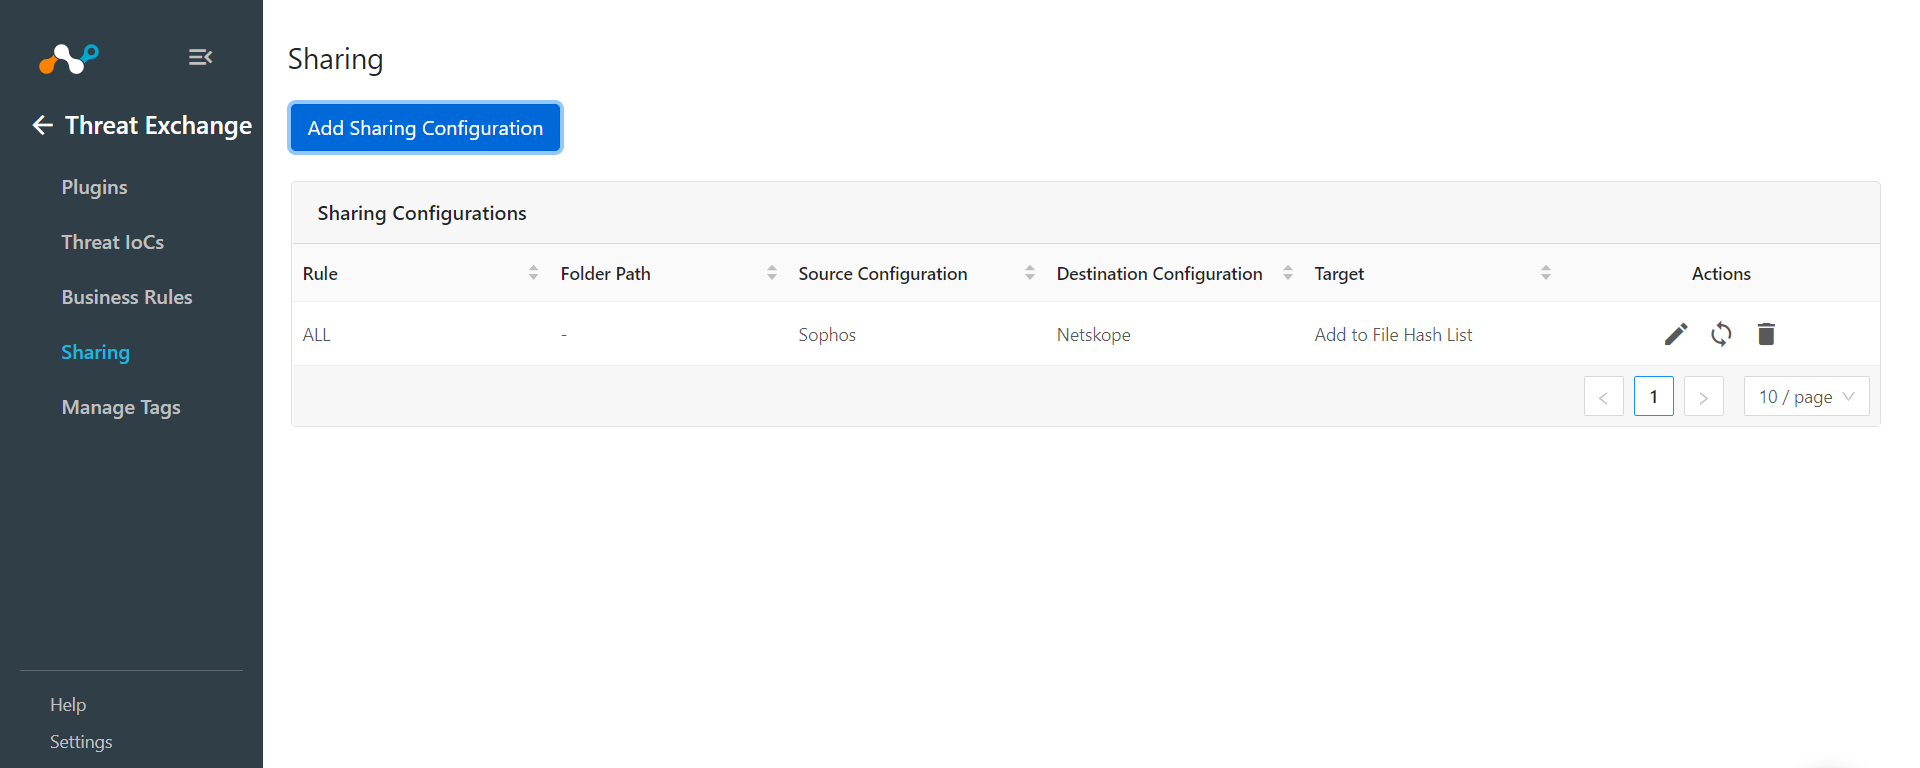 Threat Exchange
Plugins
Threat IoCs
Business Rules
Sharing
Manage Tags
Help
Settings
Sharing
Add Sharing Configuration
Sharing Configurations
Rule Folder Path Source Configuration Destination Configuration Target Actions
ALL - Sophos Netskope Add to File Hash List
< 1 > 10 / page